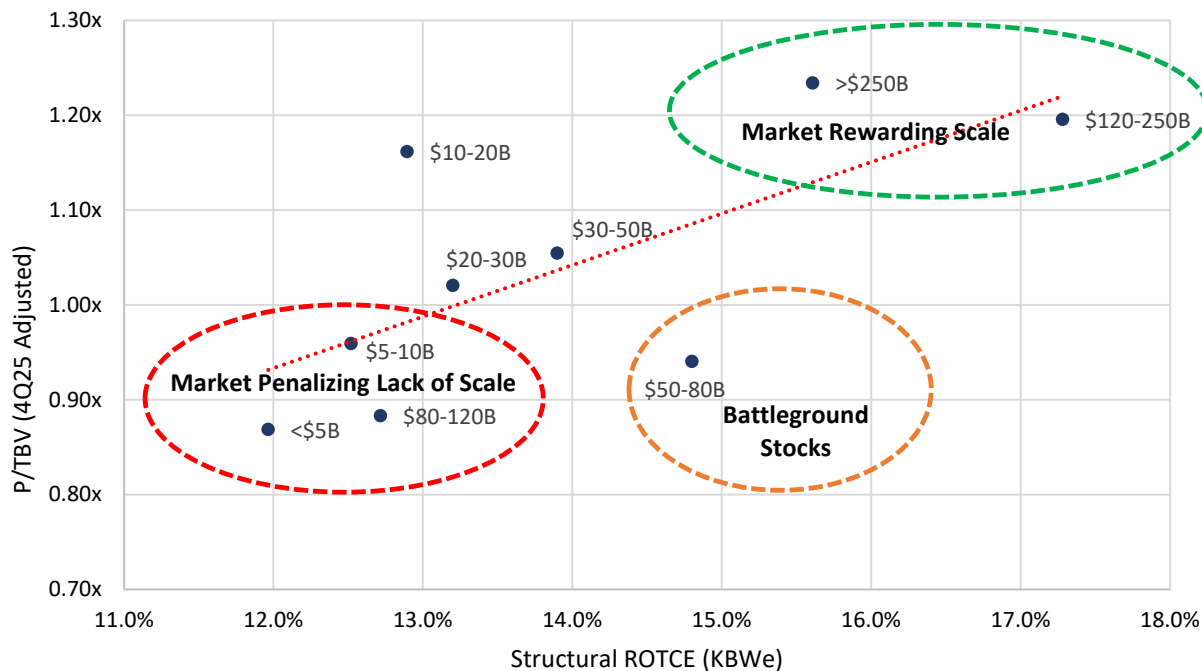 1.30x
1.20x
1.10x
1.00x
0.90x
0.80x
0.70x
P/TBV (4Q25 Adjusted)
>$250B
Market Rewarding Scale
$120-250B
$10-20B
$30-50B
$20-30B
$5-10B
Market Penalizing Lack of Scale
$80-120B
<$5B
$50-80B
Battleground
Stocks
11.0%
12.0%
13.0%
14.0%
15.0%
16.0%
17.0%
18.0%
Structural ROTCE (KBWe)